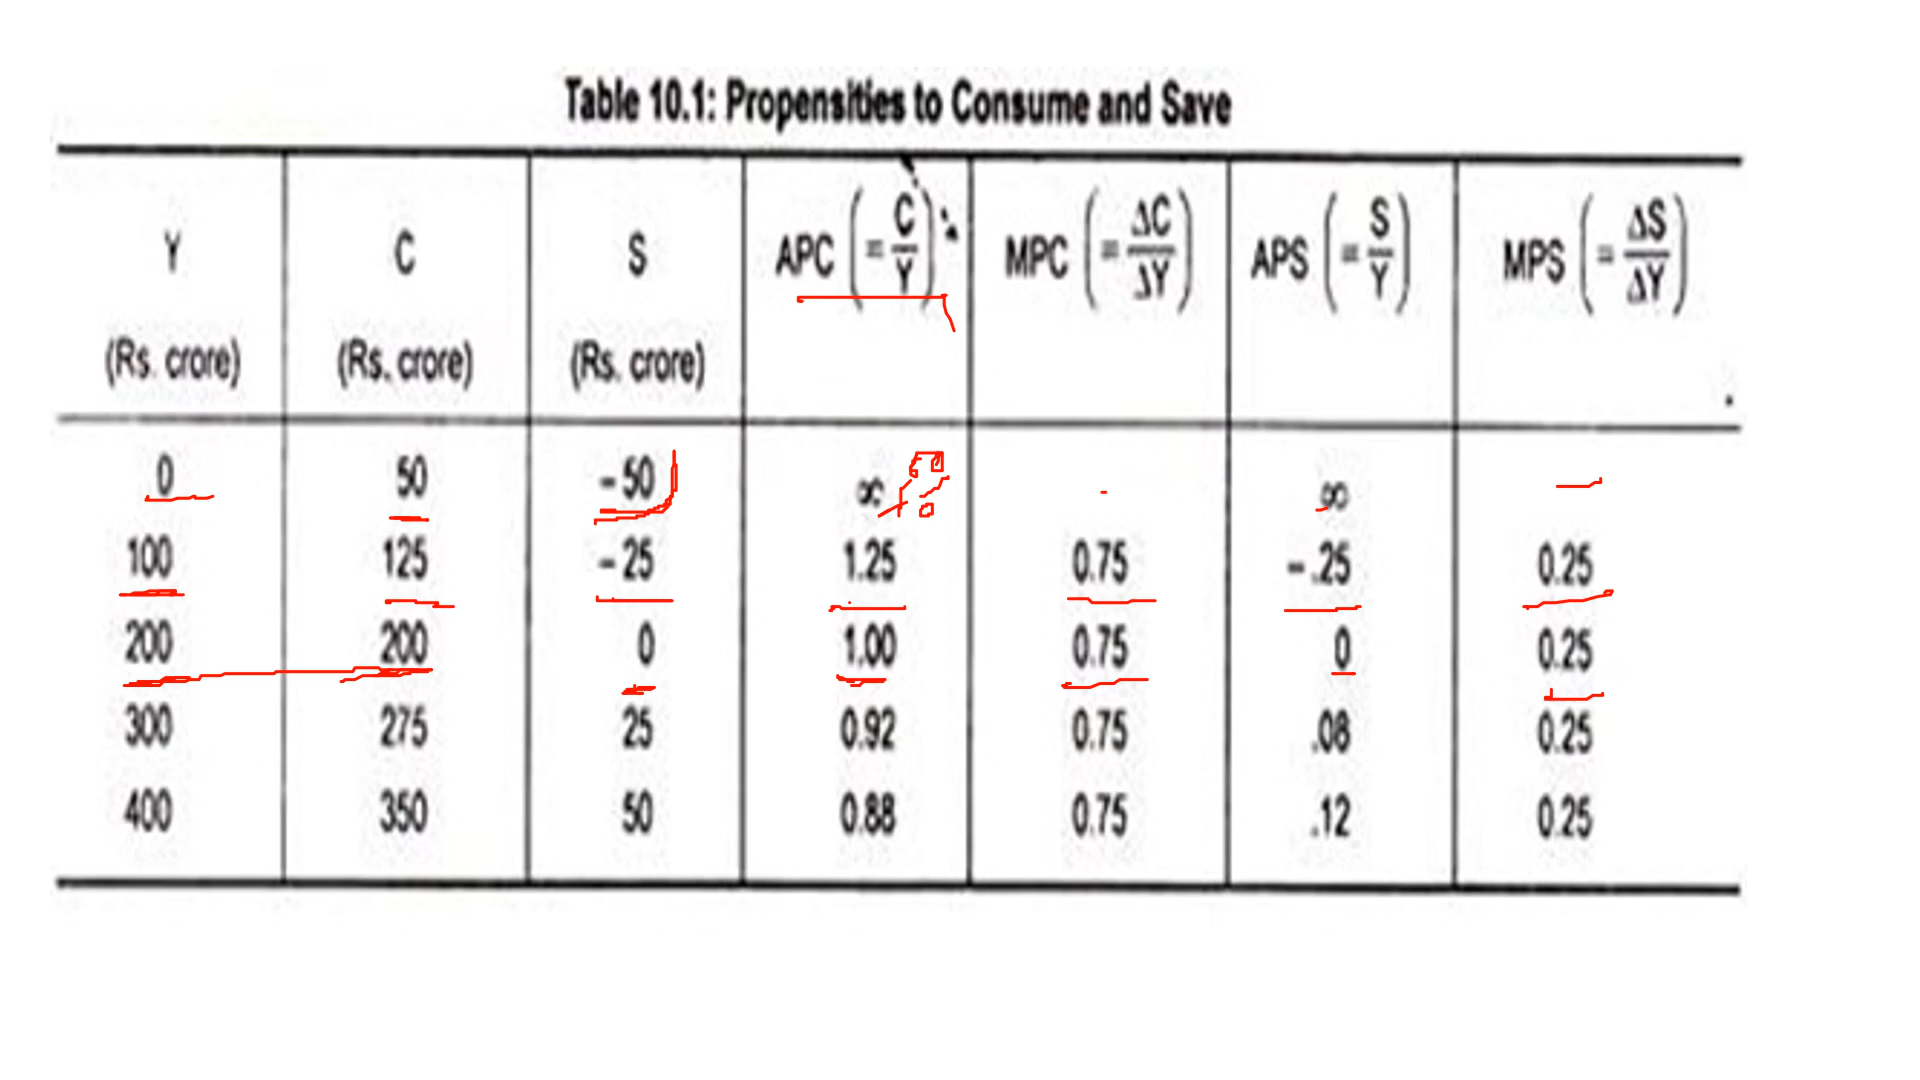 Table 10.1: Propensities to Consume and Save
Y C S APC (= C/Y) MPC (= ΔC/ΔY) APS (= S/Y) MPS (= ΔS/ΔY)
(Rs. crore) (Rs. crore) (Rs. crore)
0 50 – 50 ∞ - ∞ —
100 125 – 25 1.25 0.75 – .25 0.25
200 200 0 1.00 0.75 0 0.25
300 275 25 0.92 0.75 .08 0.25
400 350 50 0.88 0.75 .12 0.25